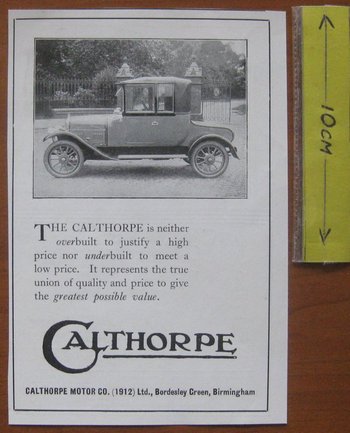 THE CALTHORPE is neither
overbuilt to justify a high
price nor underbuilt to meet a
low price. It represents the true
union of quality and price to give
the greatest possible value.
CALTHORPE
CALTHORPE MOTOR CO. (1912) Ltd., Bordesley Green, Birmingham
10CM